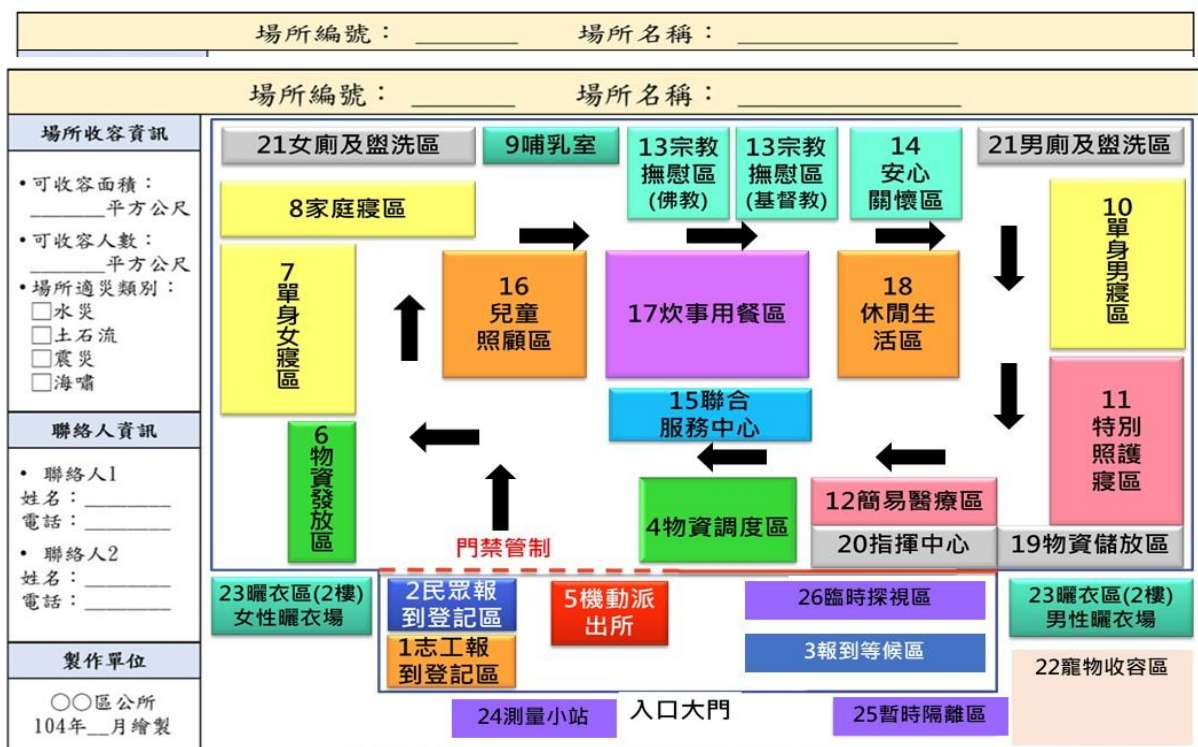 場所編號： ________ 場所名稱： ________________
場所編號： ________ 場所名稱： ________________
場所收容資訊
•可收容面積：
______平方公尺
•可收容人數：
______平方公尺
•場所適災類別：
□水災
□土石流
□震災
□海嘯
聯絡人資訊
• 聯絡人1
姓名：________
電話：________
• 聯絡人2
姓名：________
電話：________
製作單位
○○區公所
104年__月繪製
21女廁及盥洗區
9哺乳室
13宗教
撫慰區
(佛教)
13宗教
撫慰區
(基督教)
14
安心
關懷區
21男廁及盥洗區
8家庭寢區
10
單身男寢區
7
單身女寢區
16
兒童
照顧區
17炊事用餐區
18
休閒生
活區
15聯合
服務中心
11
特別
照護
寢區
6
物資發放區
門禁管制
4物資調度區
12簡易醫療區
20指揮中心
19物資儲放區
23曬衣區(2樓)
女性曬衣場
2民眾報
到登記區
5機動派
出所
26臨時探視區
23曬衣區(2樓)
男性曬衣場
1志工報
到登記區
3報到等候區
22寵物收容區
24測量小站
入口大門
25暫時隔離區